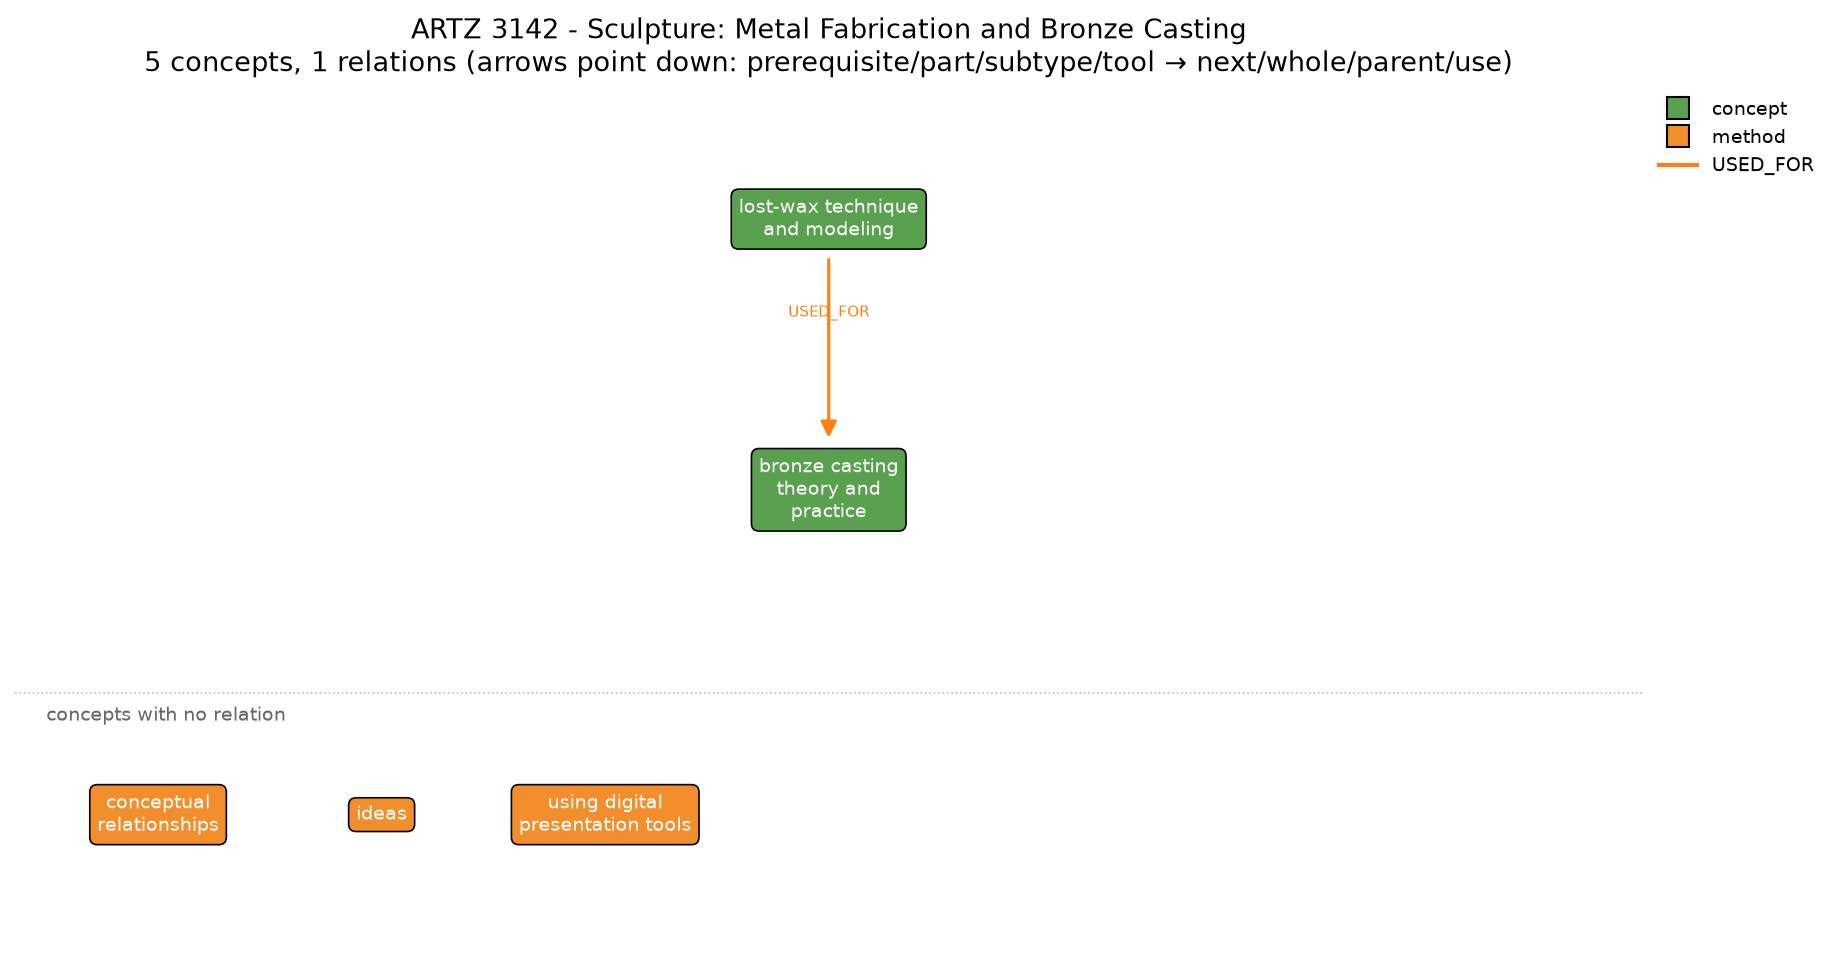 ARTZ 3142 - Sculpture: Metal Fabrication and Bronze Casting
5 concepts, 1 relations (arrows point down: prerequisite/part/subtype/tool → next/whole/parent/use)
concept
method
USED_FOR
lost-wax technique
and modeling
USED_FOR
bronze casting
theory and
practice
concepts with no relation
conceptual
relationships
ideas
using digital
presentation tools